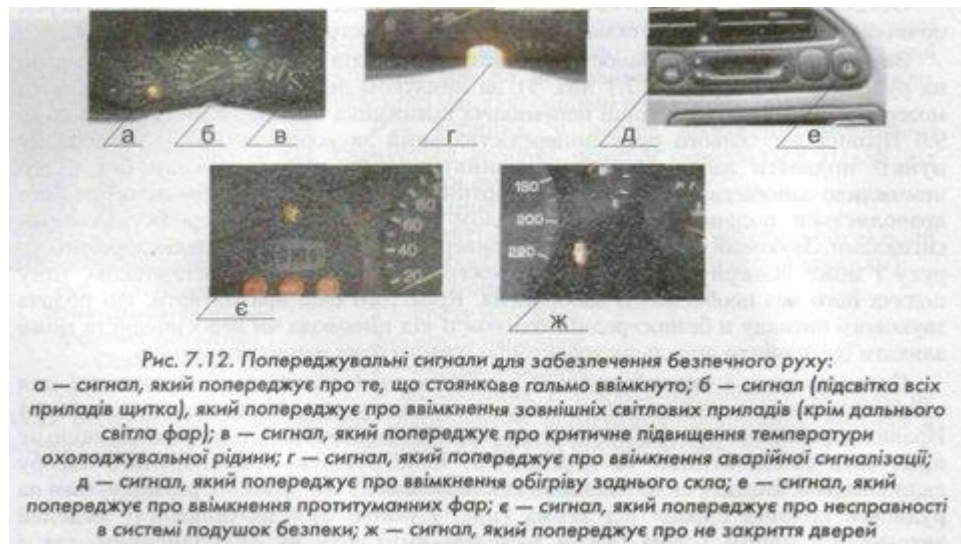 а
б
в
г
д
е
80
60
40
20
180
200
220
є
ж
Рис. 7.12. Попереджувальні сигнали для забезпечення безпечного руху:
а — сигнал, який попереджує про те, що стоянкове гальмо ввімкнуто; б — сигнал (підсвітка всіх
приладів щитка), який попереджує про ввімкнення зовнішніх світлових приладів (крім дальнього
світла фар); в — сигнал, який попереджує про критичне підвищення температури
охолоджувальної рідини; г — сигнал, який попереджує про ввімкнення аварійної сигналізації;
д — сигнал, який попереджує про ввімкнення обігріву заднього скла; е — сигнал, який
попереджує про ввімкнення протитуманних фар; є — сигнал, який попереджує про несправності
в системі подушок безпеки; ж — сигнал, який попереджує про не закриття дверей